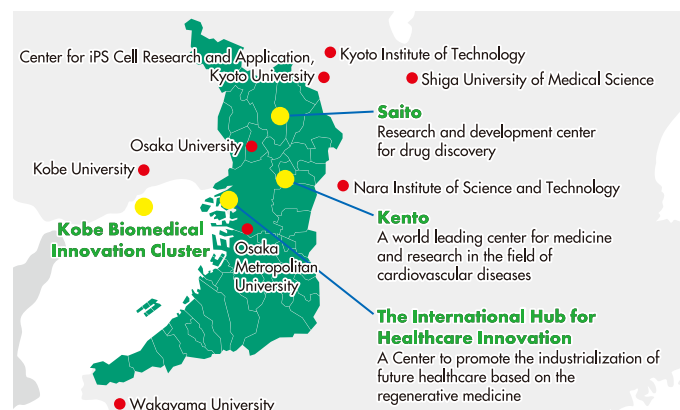 Center for iPS Cell Research and Application,
Kyoto University
Kyoto Institute of Technology
Shiga University of Medical Science
Saito
Research and development center
for drug discovery
Osaka University
Kobe University
Nara Institute of Science and Technology
Kobe Biomedical
Innovation Cluster
Kento
A world leading center for medicine
and research in the field of
cardiovascular diseases
Osaka
Metropolitan
University
The International Hub for
Healthcare Innovation
A Center to promote the industrialization of
future healthcare based on the
regenerative medicine
Wakayama University